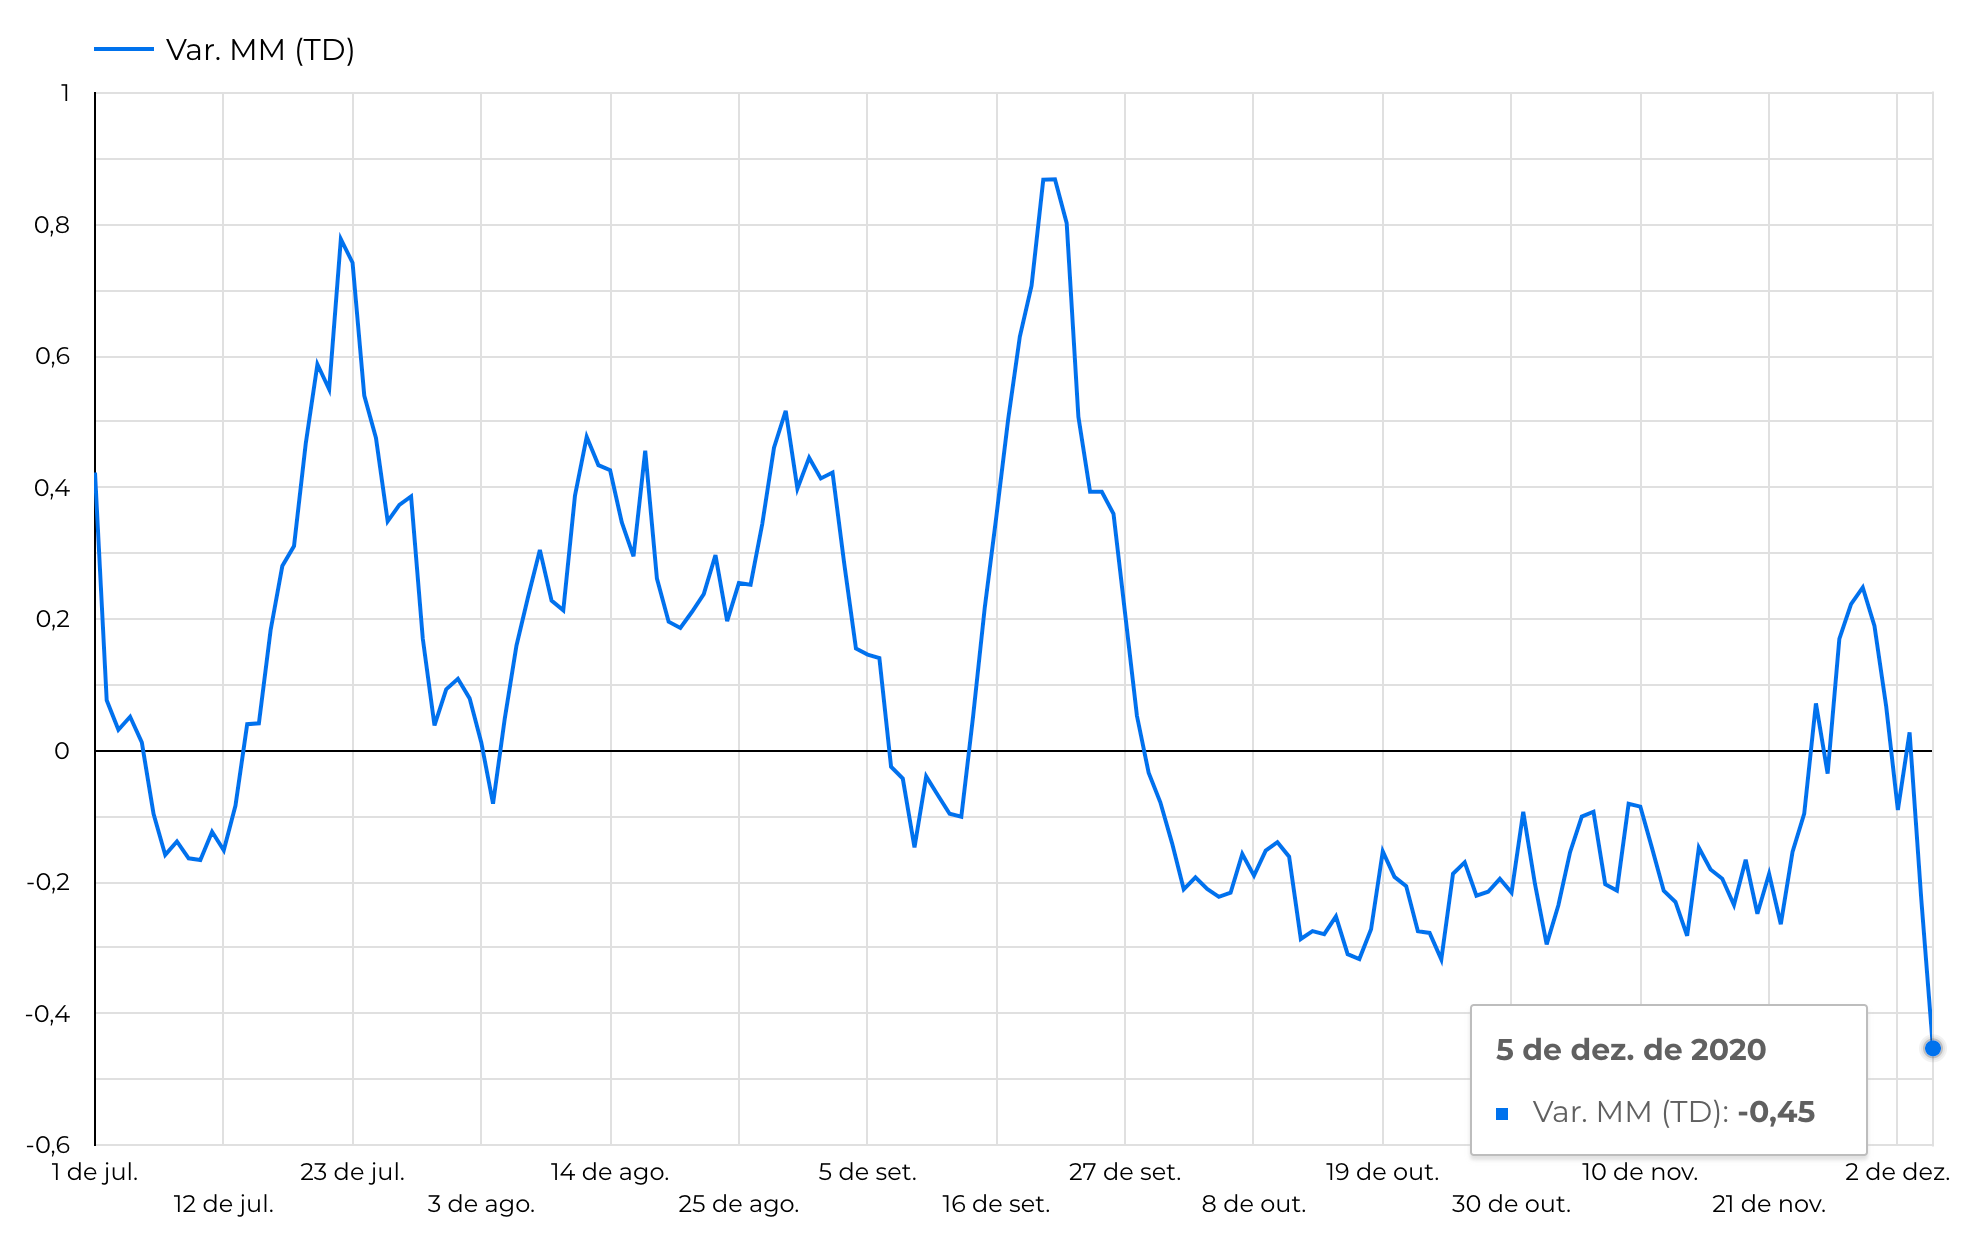 Var. MM (TD)
1
0,8
0,6
0,4
0,2
0
-0,2
-0,4
-0,6
5 de dez. de 2020
Var. MM (TD): -0,45
1 de jul.
12 de jul.
23 de jul.
3 de ago.
14 de ago.
25 de ago.
5 de set.
16 de set.
27 de set.
8 de out.
19 de out.
30 de out.
10 de nov.
21 de nov.
2 de dez.